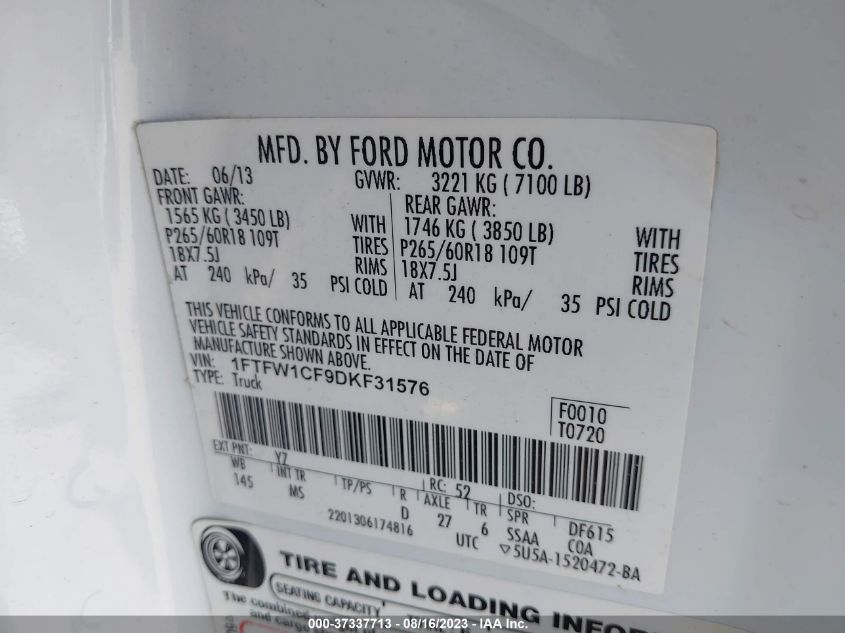 MFD. BY FORD MOTOR CO.
DATE: 06/13 GVWR: 3221 KG ( 7100 LB)
FRONT GAWR: REAR GAWR:
1565 KG ( 3450 LB) WITH 1746 KG ( 3850 LB) WITH
P265/60R18 109T TIRES P265/60R18 109T TIRES
18X7.5J RIMS 18X7.5J RIMS
AT 240 kPa/ 35 PSI COLD AT 240 kPa/ 35 PSI COLD
THIS VEHICLE CONFORMS TO ALL APPLICABLE FEDERAL MOTOR
VEHICLE SAFETY STANDARDS IN EFFECT ON THE DATE OF
MANUFACTURE SHOWN ABOVE.
VIN: 1FTFW1CF9DKF31576
TYPE: Truck
F0010
T0720
EXT PNT: YZ RC: 52 DSO:
WB INT TR TP/PS R AXLE TR SPR DF615
145 MS D 27 6 SSAA COA
2201306174816 UTC ▽5U5A-1520472-BA
TIRE AND LOADING
SEATING CAPACITY
The combined
and cargo
000-37337713 - 08/16/2023 - IAA Inc.